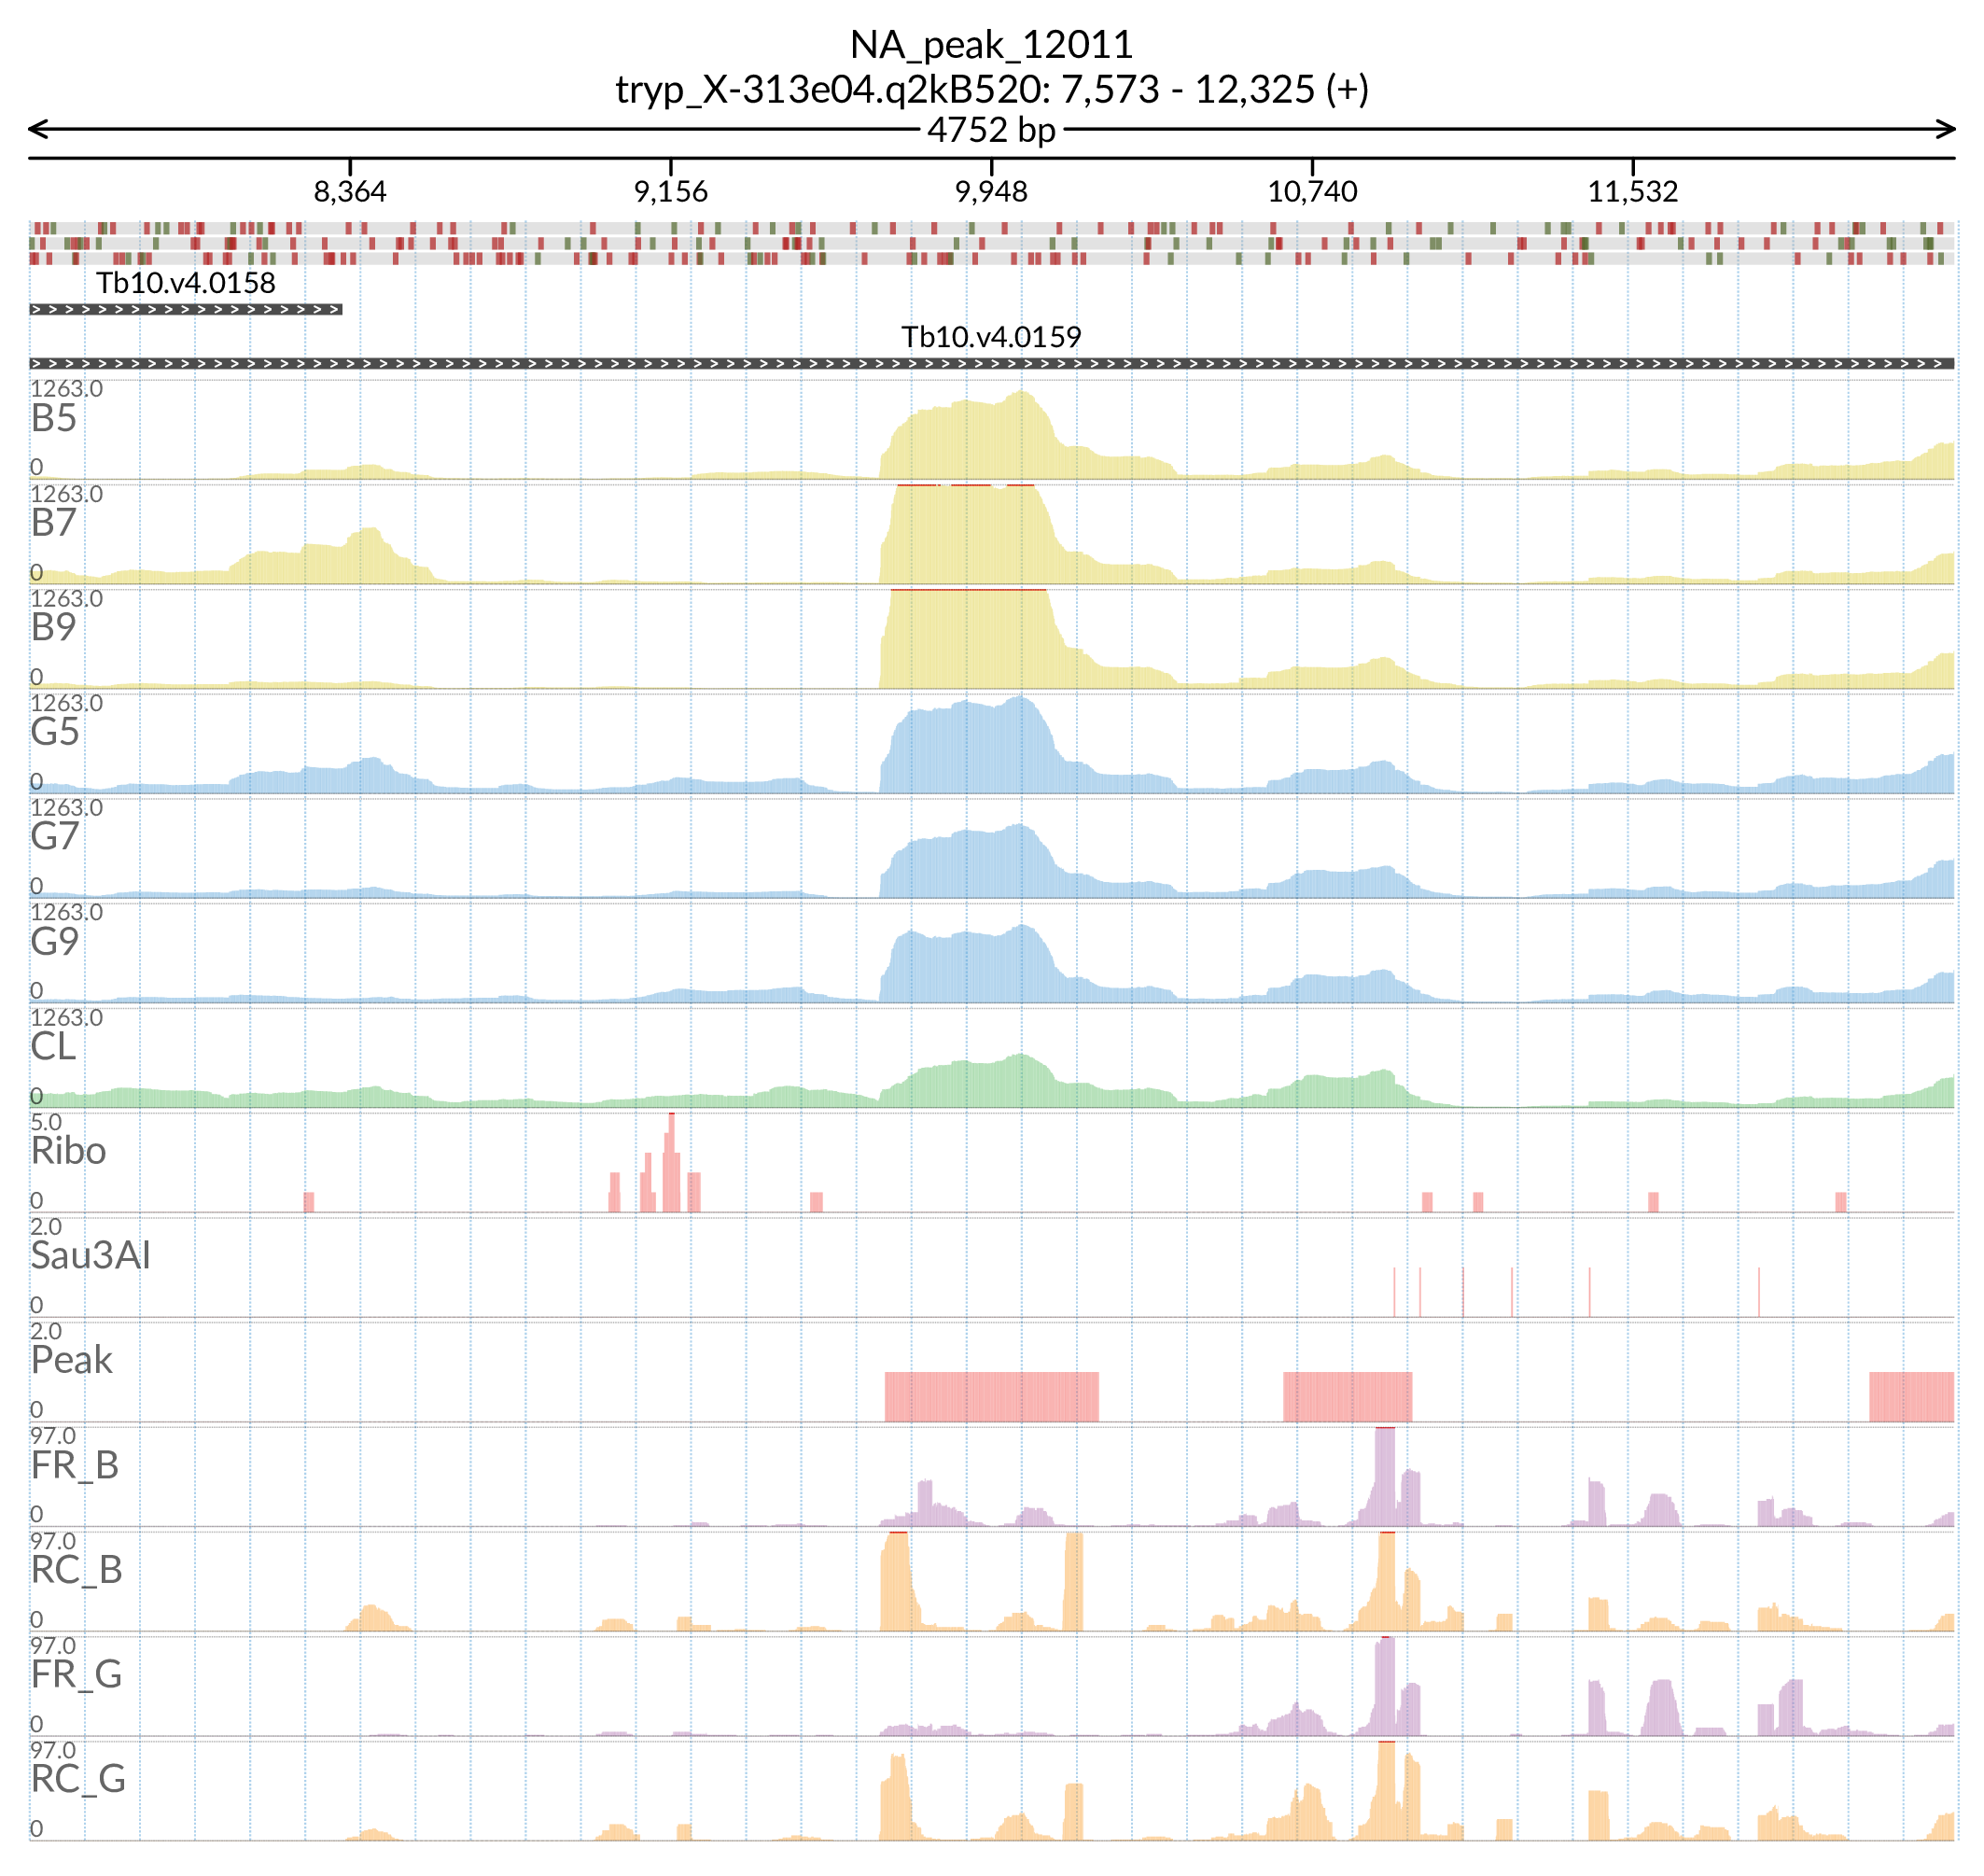 NA_peak_12011
tryp_X-313e04.q2kB520: 7,573 - 12,325 (+)
4752 bp
8,364 9,156 9,948 10,740 11,532
Tb10.v4.0158
Tb10.v4.0159
1263.0
B5
0
1263.0
B7
0
1263.0
B9
0
1263.0
G5
0
1263.0
G7
0
1263.0
G9
0
1263.0
CL
0
5.0
Ribo
0
2.0
Sau3AI
0
2.0
Peak
0
97.0
FR_B
0
97.0
RC_B
0
97.0
FR_G
0
97.0
RC_G
0